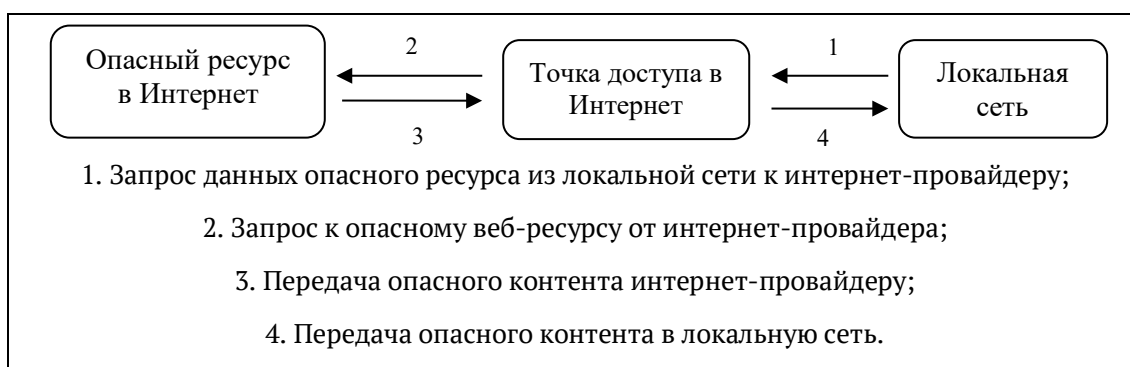 Опасный ресурс
в Интернет
2
3
Точка доступа в
Интернет
1
4
Локальная
сеть
1. Запрос данных опасного ресурса из локальной сети к интернет-провайдеру;
2. Запрос к опасному веб-ресурсу от интернет-провайдера;
3. Передача опасного контента интернет-провайдеру;
4. Передача опасного контента в локальную сеть.